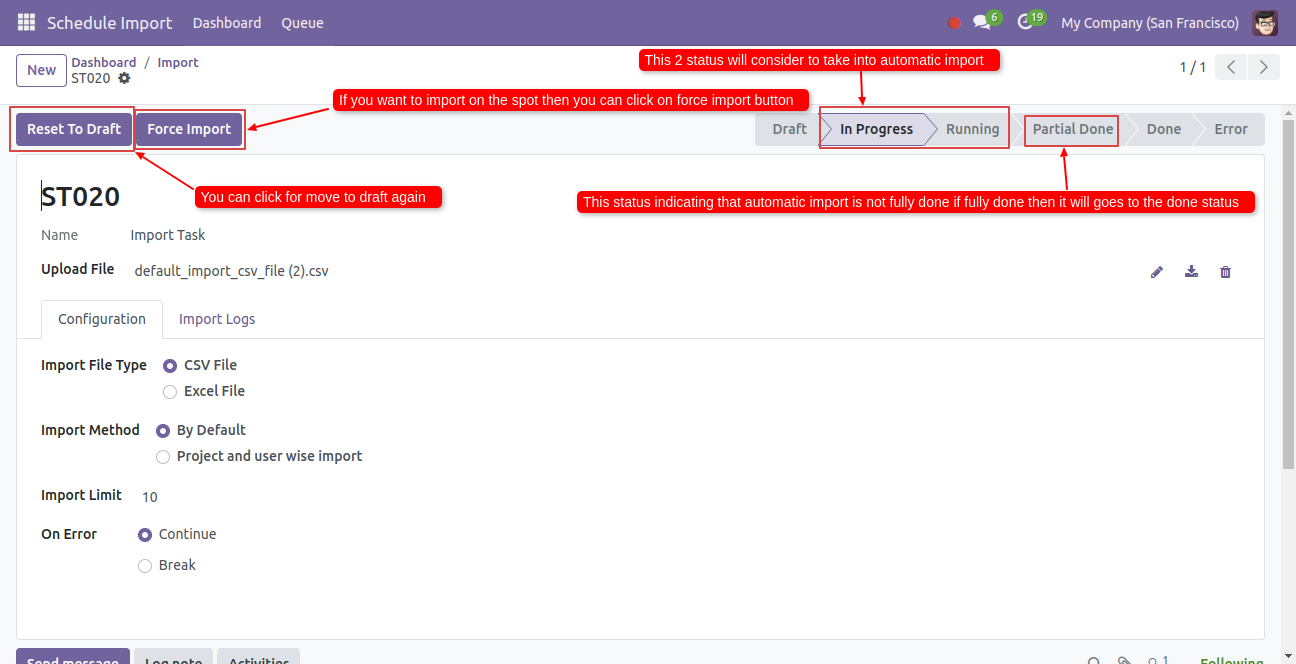 Schedule Import Dashboard Queue 6 19 My Company (San Francisco)
New Dashboard / Import
ST020
1 / 1
This 2 status will consider to take into automatic import
If you want to import on the spot then you can click on force import button
Reset To Draft Force Import Draft In Progress Running Partial Done Done Error
You can click for move to draft again
This status indicating that automatic import is not fully done if fully done then it will goes to the done status
ST020
Name Import Task
Upload File default_import_csv_file (2).csv
Configuration Import Logs
Import File Type CSV File
Excel File
Import Method By Default
Project and user wise import
Import Limit 10
On Error Continue
Break
Send message Log note Activities 1 Following